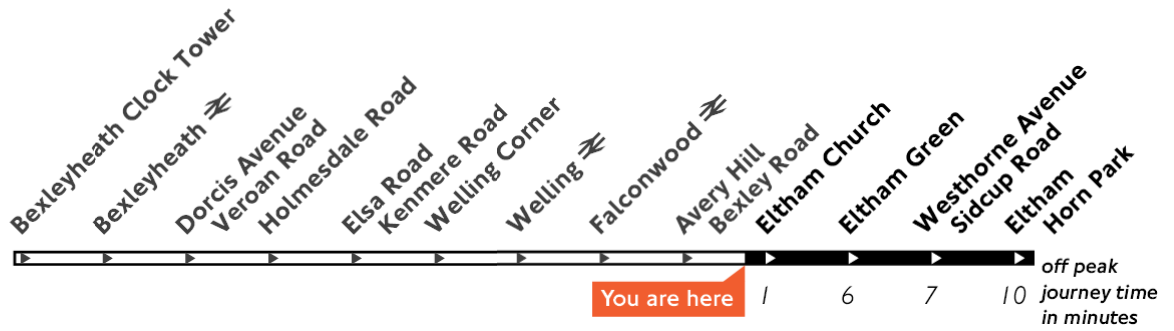 Bexleyheath Clock Tower
Bexleyheath
Dorcis Avenue
Veroan Road
Holmesdale Road
Elsa Road
Kenmere Road
Welling Corner
Welling
Falconwood
Avery Hill
Bexley Road
Eltham Church
Eltham Green
Westhorne Avenue
Sidcup Road
Eltham
Horn Park
You are here
1 6 7 10
off peak
journey time
in minutes